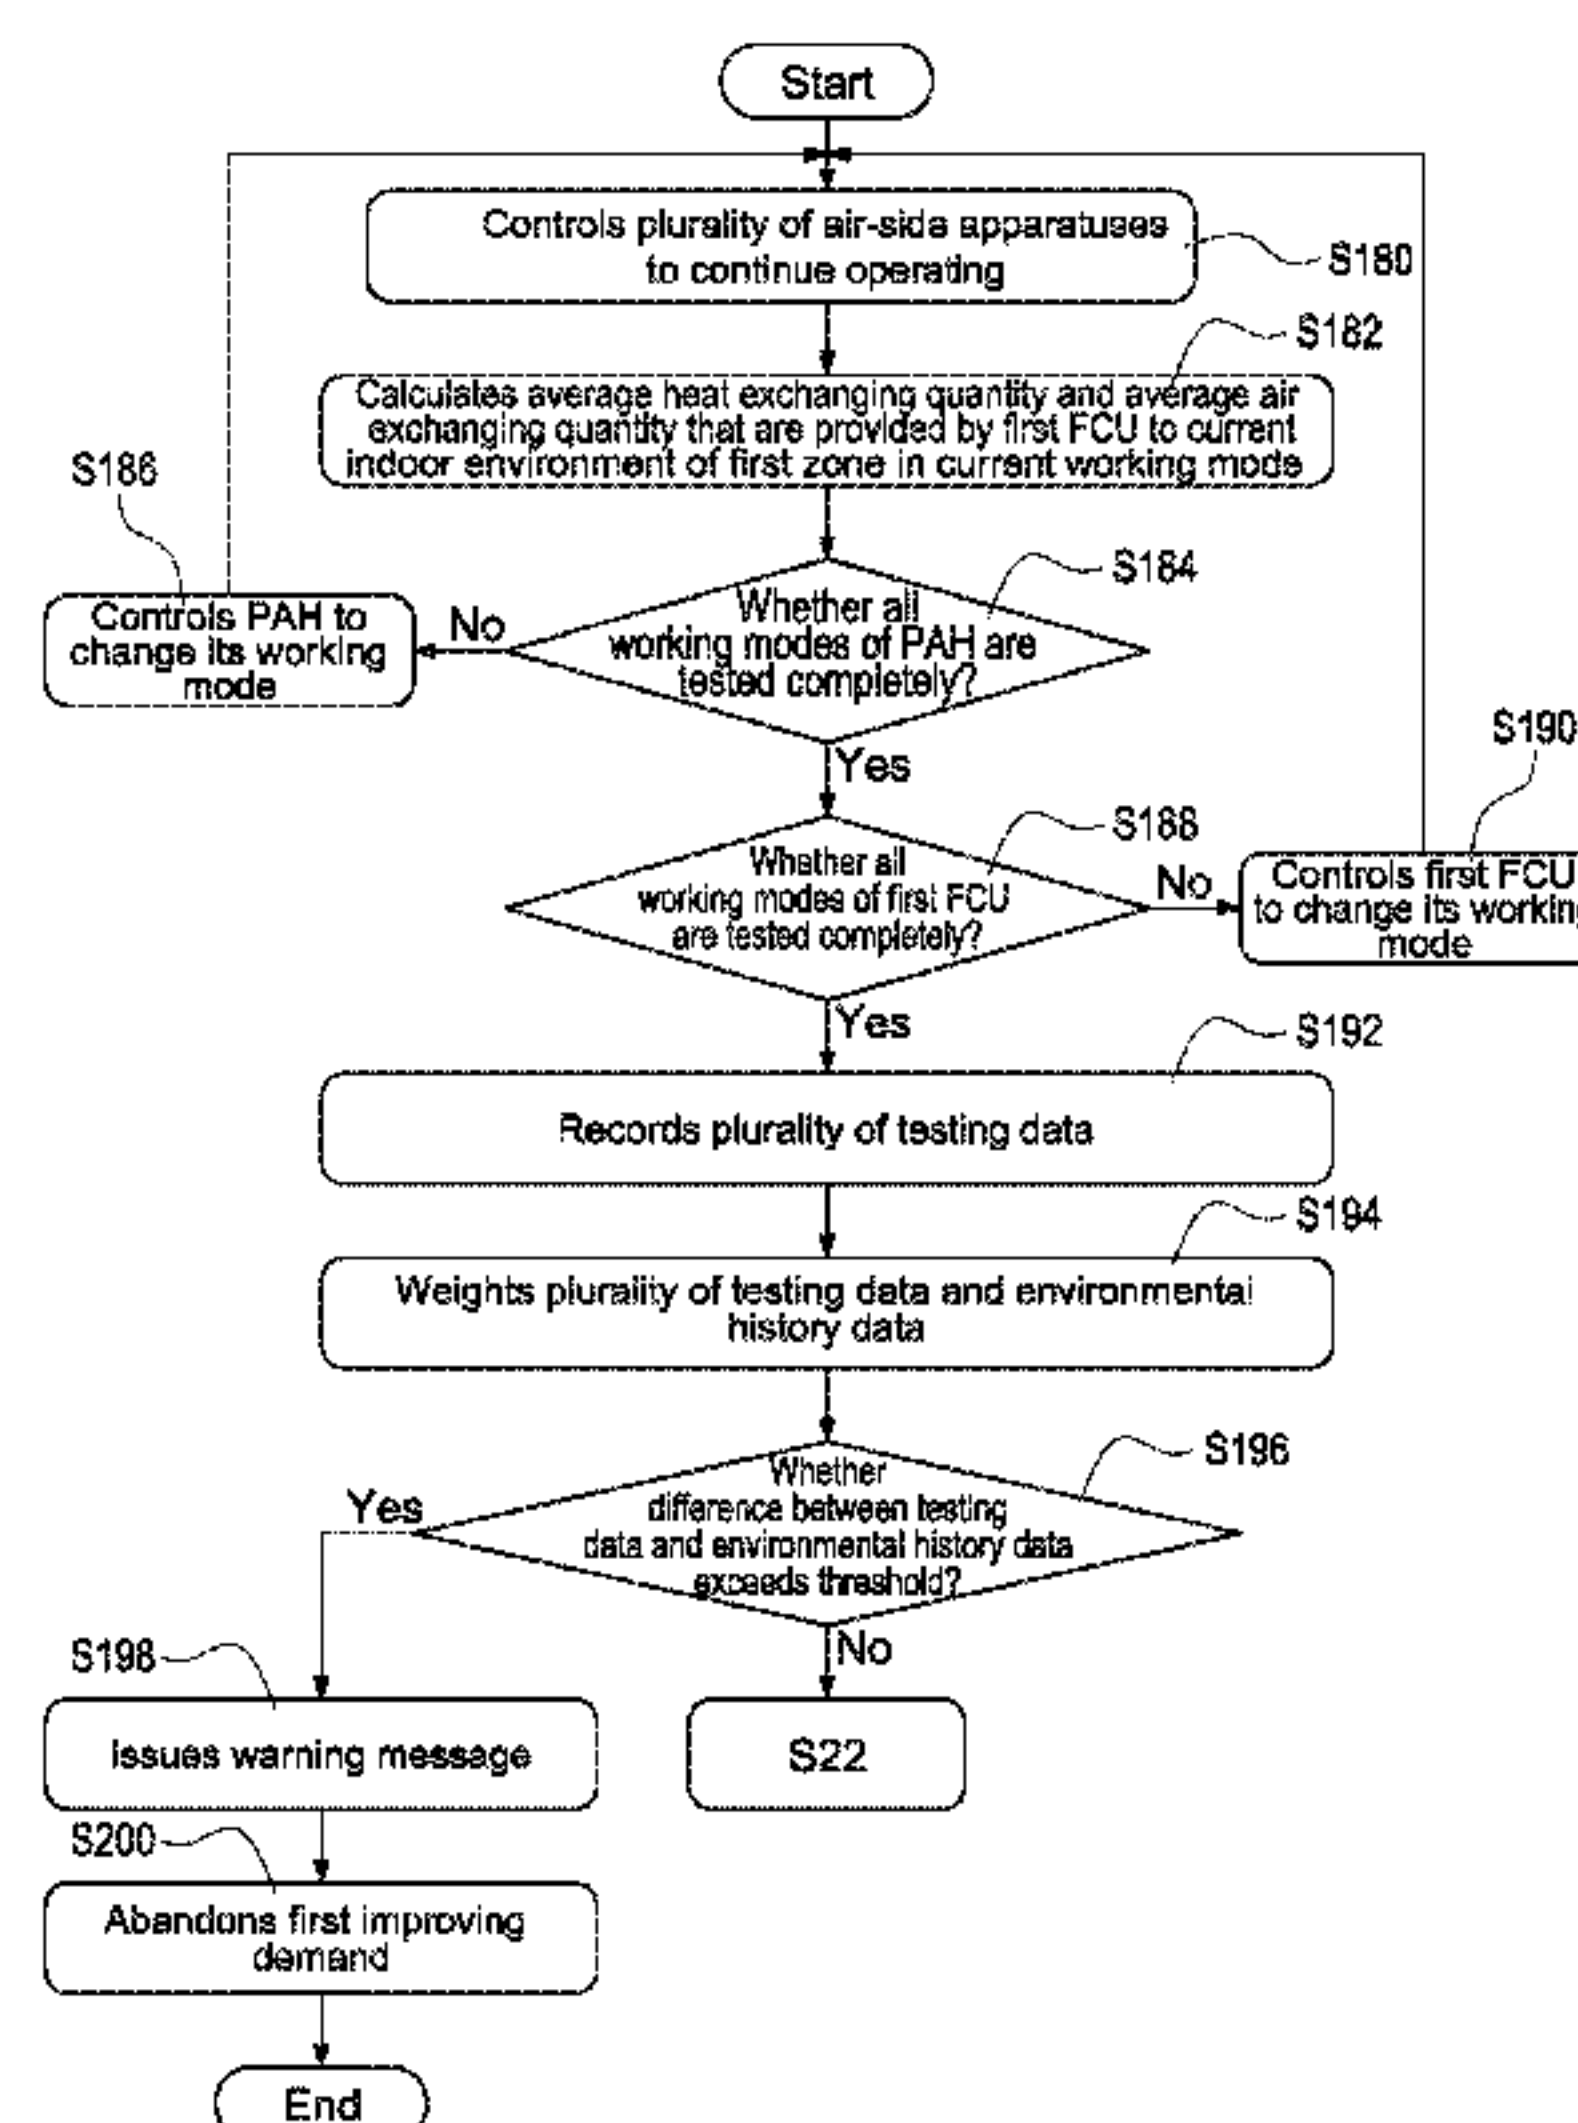 Start
Controls plurality of air-side apparatuses
to continue operating
S180
S182
Calculates average heat exchanging quantity and average air
exchanging quantity that are provided by first FCU to current
indoor environment of first zone in current working mode
S186
S184
Controls PAH to
change its working
mode
No
Whether all
working modes of PAH are
tested completely?
Yes
S190
S188
Whether all
working modes of first FCU
are tested completely?
No
Controls first FCU
to change its working
mode
Yes
S192
Records plurality of testing data
S194
Weights plurality of testing data and environmental
history data
S196
Whether
difference between testing
data and environmental history data
exceeds threshold?
Yes
No
S198
Issues warning message
S22
S200
Abandons first improving
demand
End